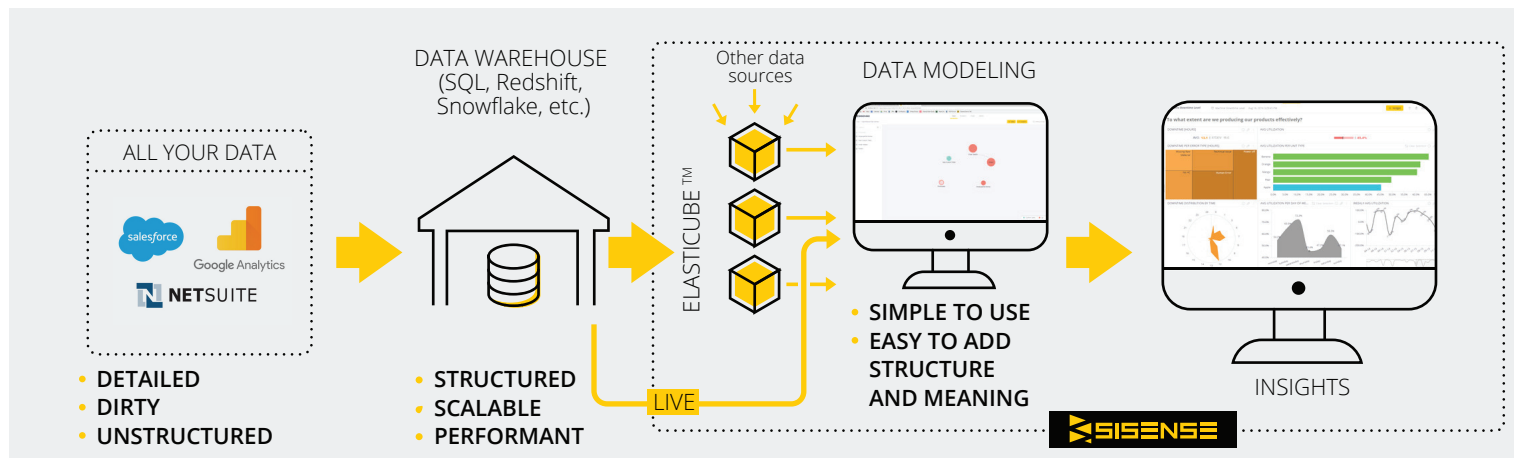 ALL YOUR DATA
salesforce
Google Analytics
N NETSUITE
• DETAILED
• DIRTY
• UNSTRUCTURED
DATA WAREHOUSE
(SQL, Redshift,
Snowflake, etc.)
• STRUCTURED
• SCALABLE
• PERFORMANT
LIVE
ELASTICUBE ™
Other data
sources
DATA MODELING
• SIMPLE TO USE
• EASY TO ADD
STRUCTURE
AND MEANING
To what extent are we producing our products effectively?
INSIGHTS
SISENSE